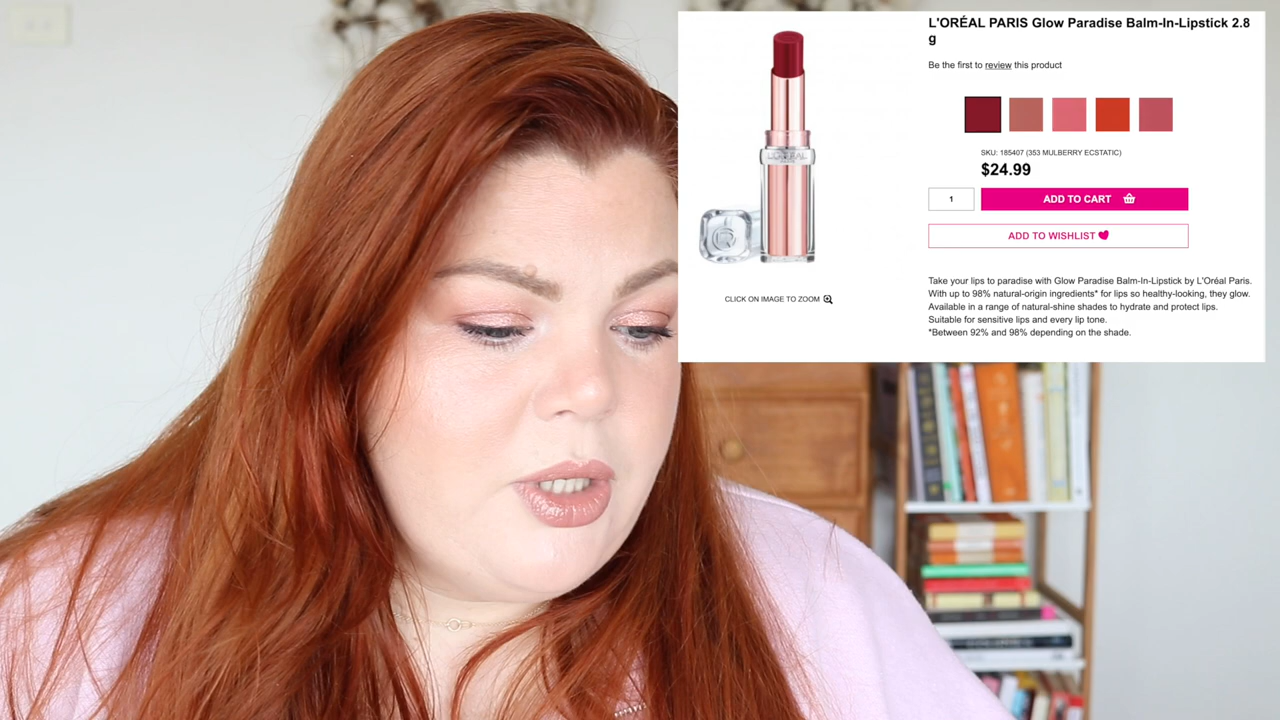 L'ORÉAL PARIS Glow Paradise Balm-In-Lipstick 2.8
g
Be the first to review this product
L'ORÉAL
SKU: 185407 (353 MULBERRY ECSTATIC)
$24.99
1
ADD TO CART
ADD TO WISHLIST
CLICK ON IMAGE TO ZOOM
Take your lips to paradise with Glow Paradise Balm-In-Lipstick by L'Oréal Paris.
With up to 98% natural-origin ingredients* for lips so healthy-looking, they glow.
Available in a range of natural-shine shades to hydrate and protect lips.
Suitable for sensitive lips and every lip tone.
*Between 92% and 98% depending on the shade.